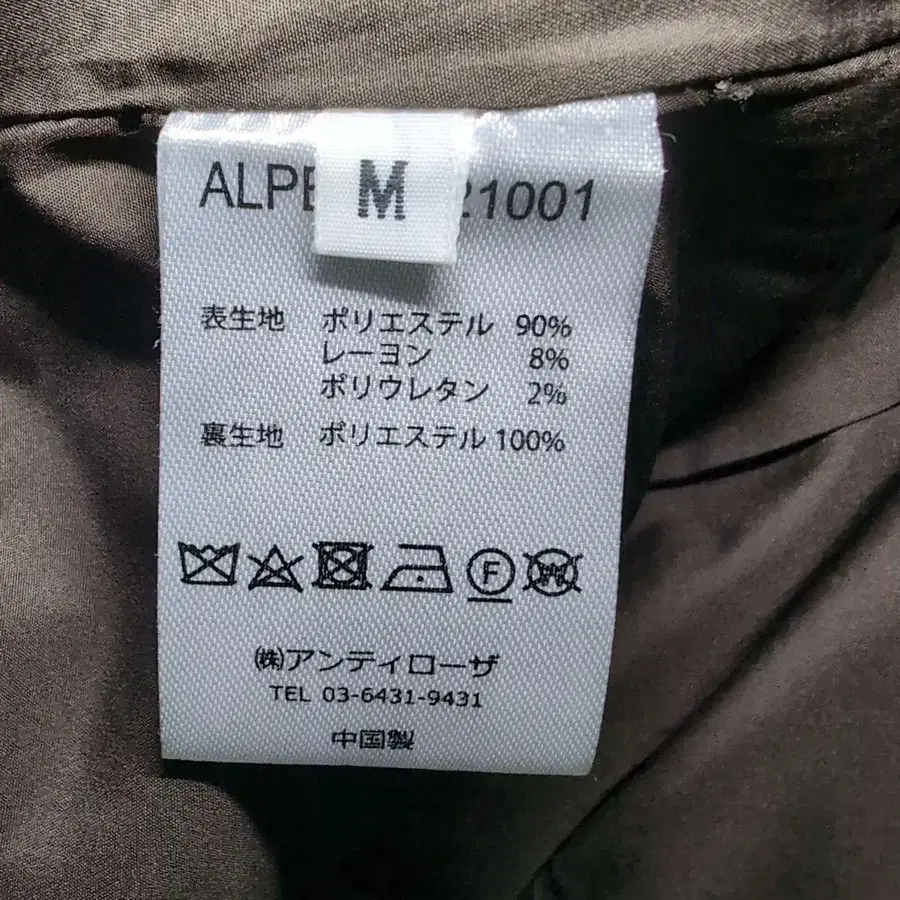 M
表生地 ポリエステル 90%
レーヨン 8%
ポリウレタン 2%
裏生地 ポリエステル 100%
F
W
㈱アンティローザ
TEL 03-6431-9431
中国製